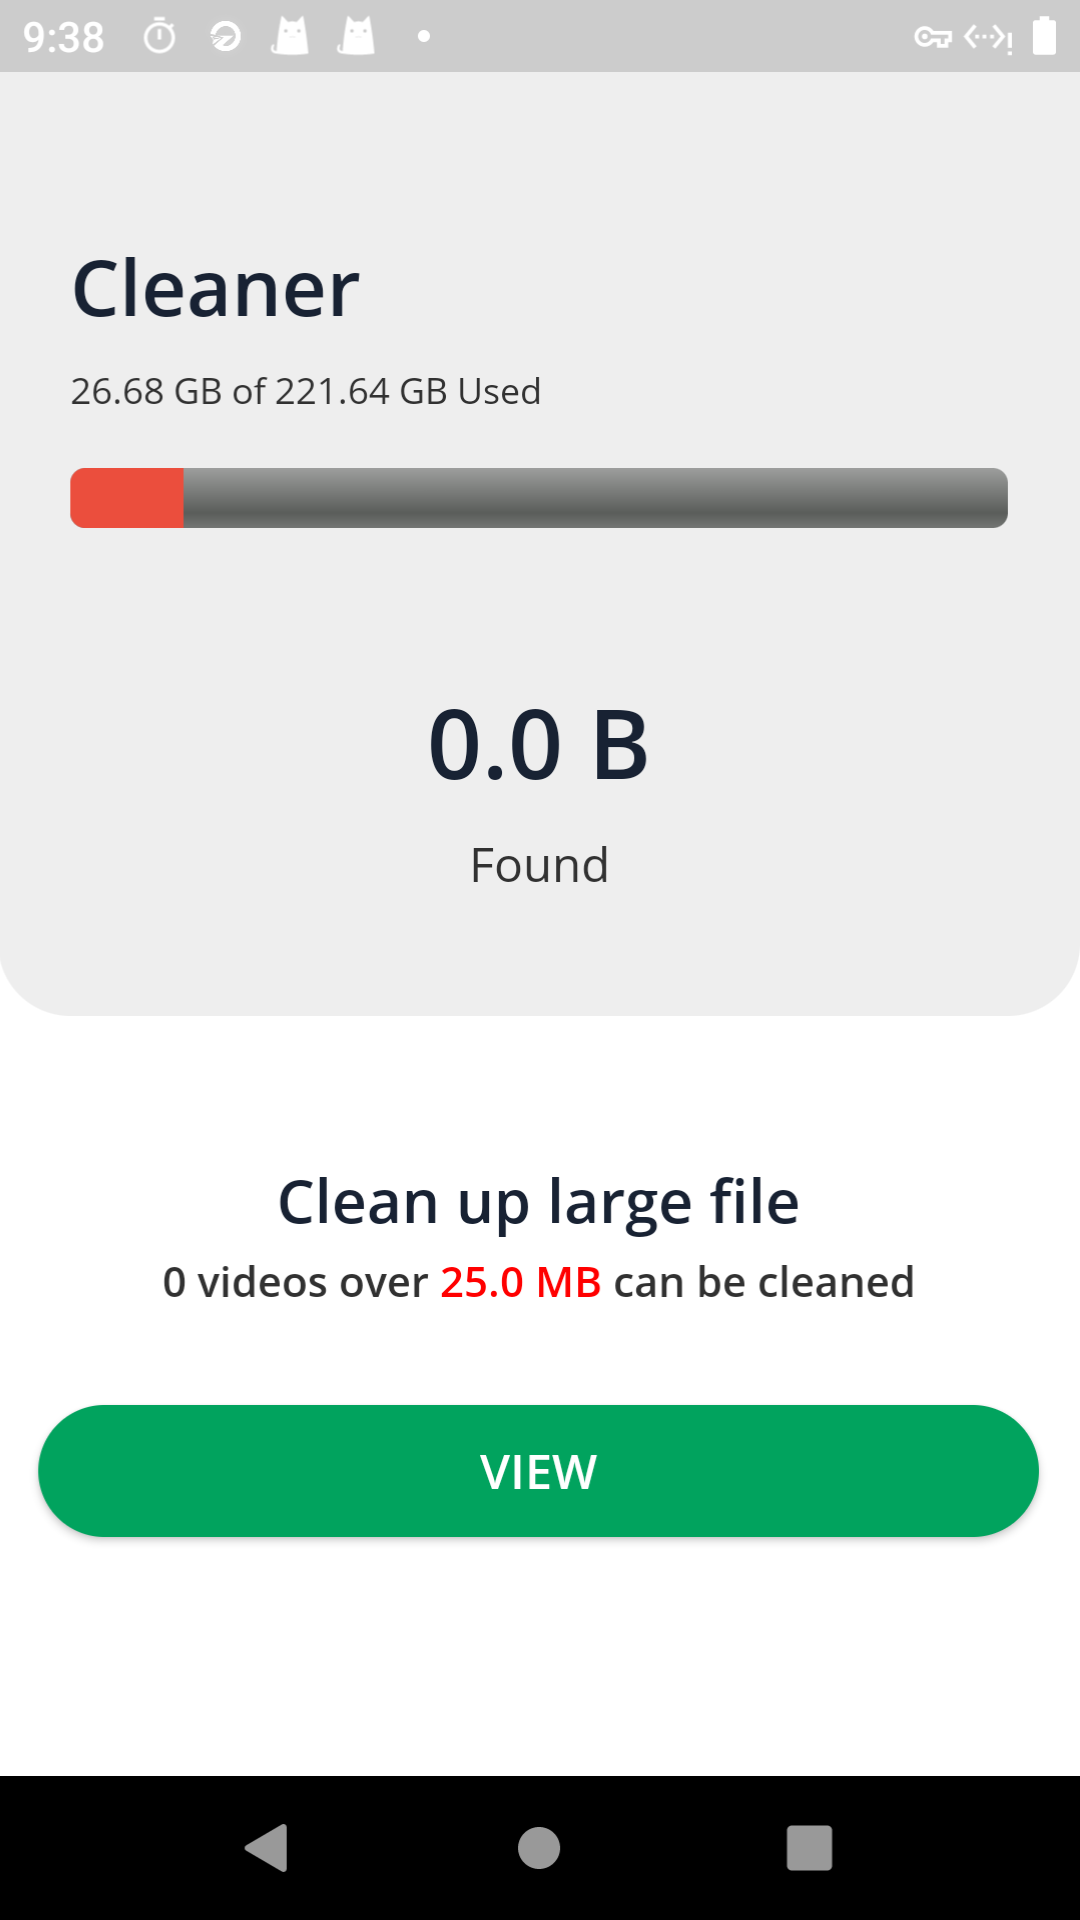 9:38
Cleaner
26.68 GB of 221.64 GB Used
0.0 B
Found
Clean up large file
0 videos over 25.0 MB can be cleaned
VIEW